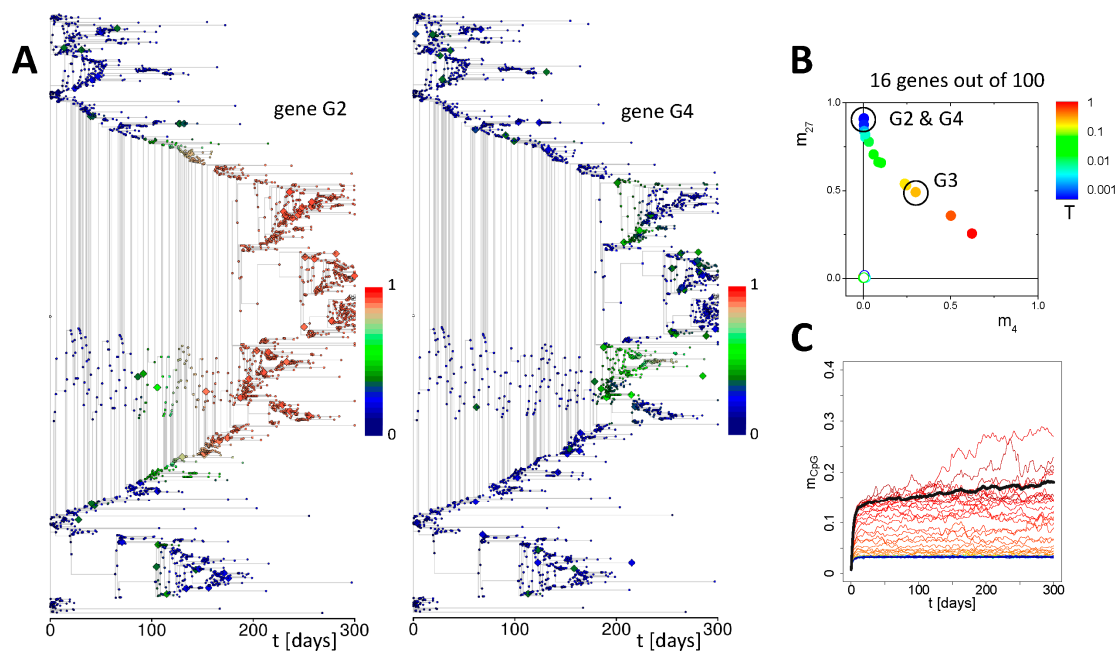 A
gene G2
1
0
0
100
200
300
t [days]
gene G4
1
0
0
100
200
300
t [days]
B
16 genes out of 100
m27
1.0
0.5
0.0
G2 & G4
G3
0.0
0.5
1.0
m4
1
0.1
0.01
0.001
T
C
mCpG
0.4
0.3
0.2
0.1
0
0
100
200
300
t [days]